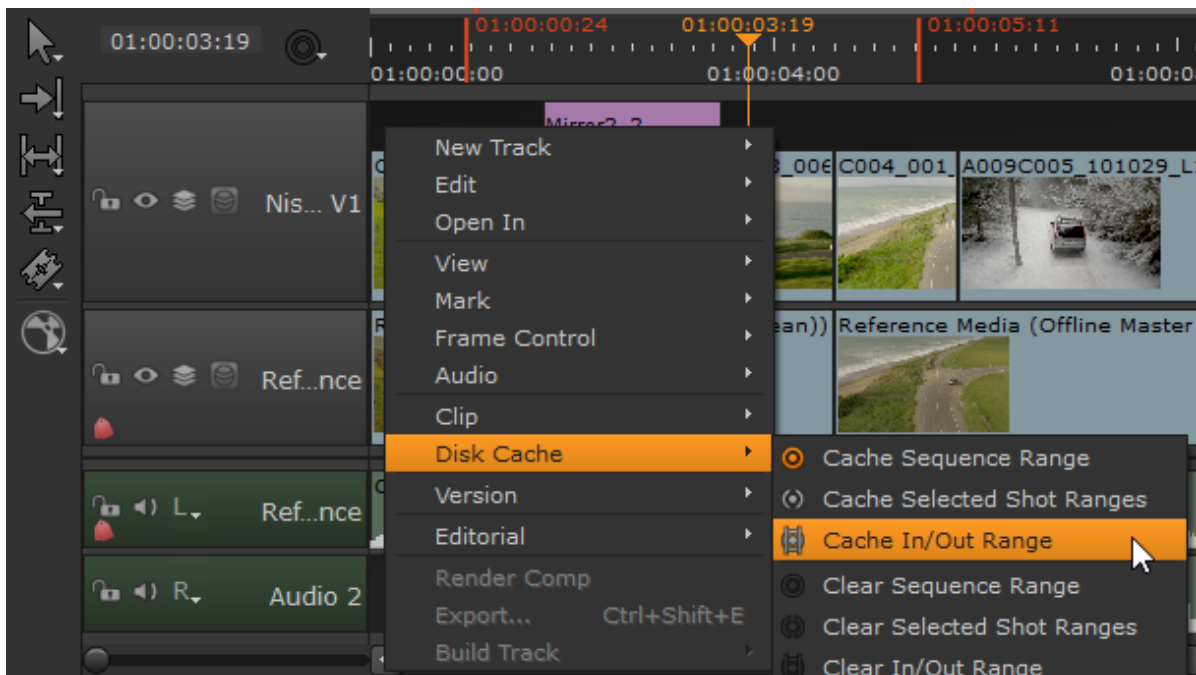 01:00:00:24 01:00:03:19 01:00:05:11
01:00:03:19
01:00:00:00 01:00:04:00 01:00:0
New Track
Edit
Open In
View
Mark
Frame Control
Audio
Clip
Disk Cache
Version
Editorial
Render Comp
Export... Ctrl+Shift+E
Build Track
Cache Sequence Range
Cache Selected Shot Ranges
Cache In/Out Range
Clear Sequence Range
Clear Selected Shot Ranges
Clear In/Out Range
Nis... V1
_006 C004_001_ A009C005_101029_L
Ref...nce
ean)) Reference Media (Offline Master
L
Ref...nce
R
Audio 2